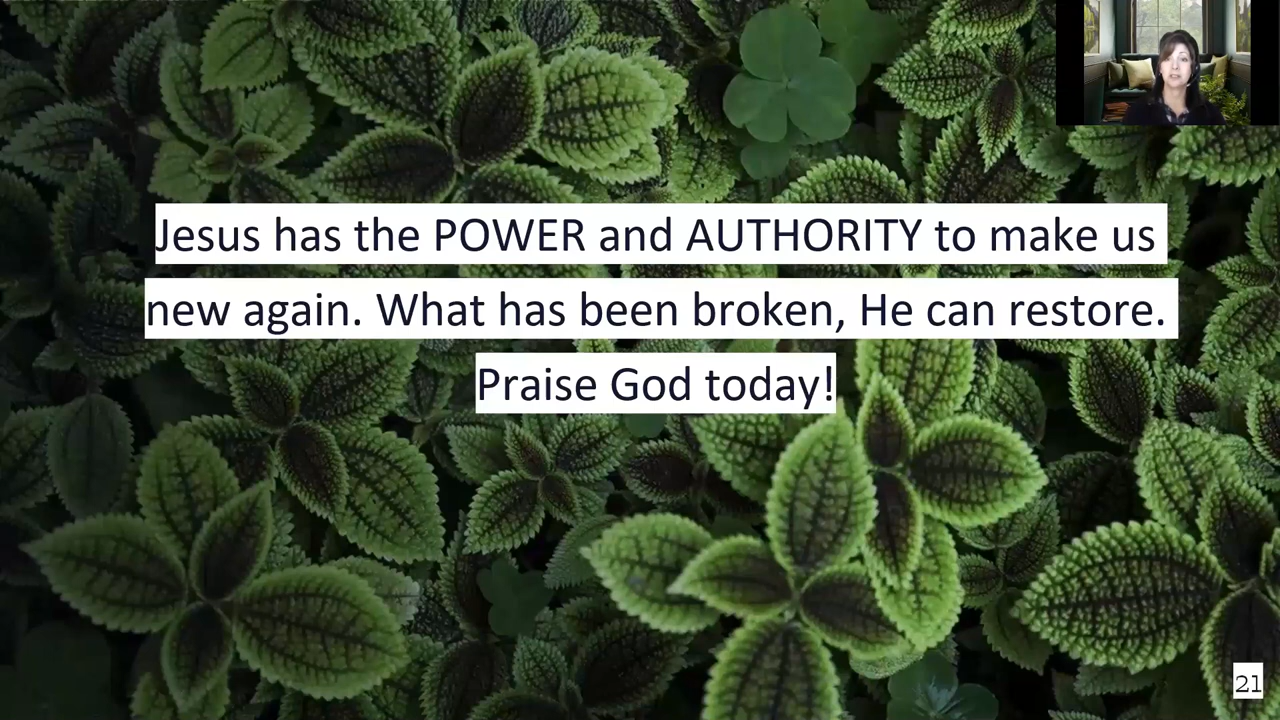 Jesus has the POWER and AUTHORITY to make us
new again. What has been broken, He can restore.
Praise God today!
21